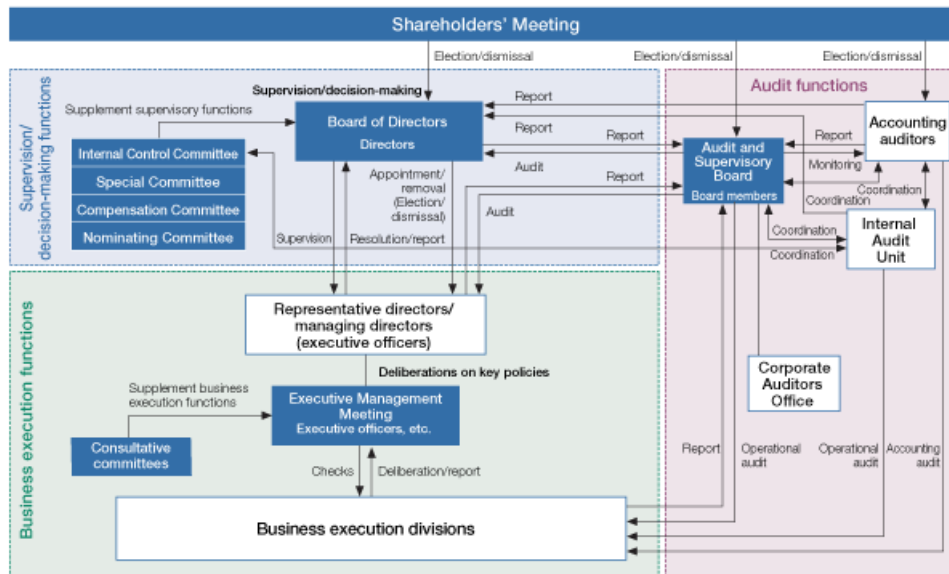 Shareholders' Meeting
Election/dismissal
Election/dismissal
Election/dismissal
Supervision/
decision-making functions
Supervision/decision-making
Audit functions
Supplement supervisory functions
Board of Directors
Directors
Internal Control Committee
Special Committee
Compensation Committee
Nominating Committee
Report
Report
Report
Audit
Report
Appointment/
removal
(Election/
dismissal)
Audit
Supervision
Resolution/report
Audit and
Supervisory
Board
Board members
Report
Monitoring
Accounting
auditors
Coordination
Coordination
Coordination
Coordination
Internal
Audit
Unit
Business execution functions
Representative directors/
managing directors
(executive officers)
Deliberations on key policies
Supplement business
execution functions
Executive Management
Meeting
Executive officers, etc.
Consultative
committees
Checks
Deliberation/report
Corporate
Auditors
Office
Report
Operational
audit
Operational
audit
Accounting
audit
Business execution divisions